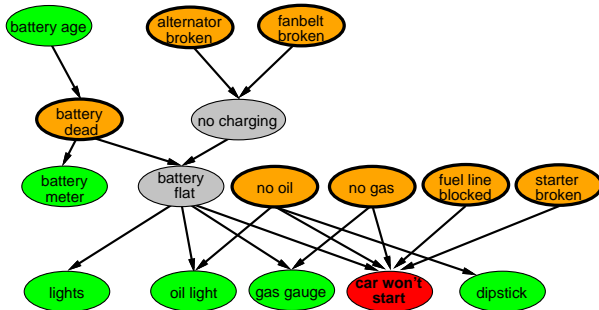 battery age
alternator
broken
fanbelt
broken
battery
dead
no charging
battery
meter
battery
flat
no oil
no gas
fuel line
blocked
starter
broken
lights
oil light
gas gauge
car won't
start
dipstick